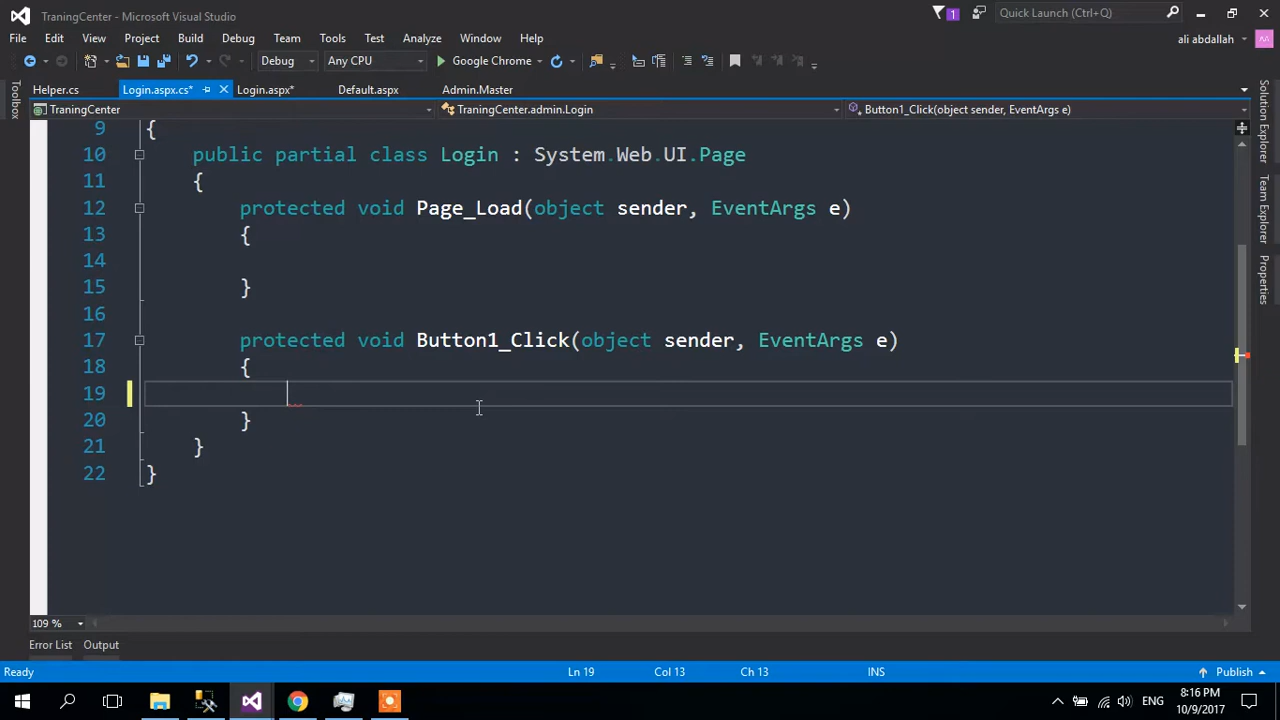 TraningCenter - Microsoft Visual Studio
1
Quick Launch (Ctrl+Q)
File Edit View Project Build Debug Team Tools Test Analyze Window Help
ali abdallah
Debug Any CPU Google Chrome
Helper.cs Login.aspx.cs* Login.aspx* Default.aspx Admin.Master
TraningCenter TraningCenter.admin.Login Button1_Click(object sender, EventArgs e)
9 {
10 public partial class Login : System.Web.UI.Page
11 {
12 protected void Page_Load(object sender, EventArgs e)
13 {
14
15 }
16
17 protected void Button1_Click(object sender, EventArgs e)
18 {
19
20 }
21 }
22 }
Toolbox
Solution Explorer
Team Explorer
Properties
109 %
Error List Output
Ready Ln 19 Col 13 Ch 13 INS Publish
ENG
8:16 PM
10/9/2017